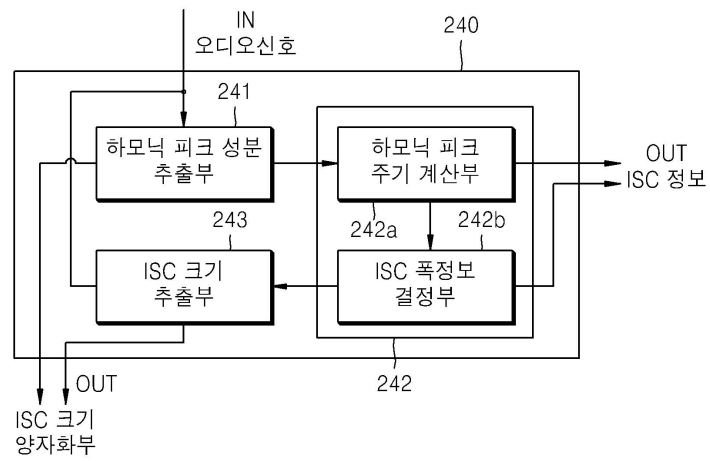 IN
오디오신호
240
241
하모닉 피크 성분
추출부
하모닉 피크
주기 계산부
OUT
ISC 정보
242a
242b
243
ISC 크기
추출부
ISC 폭정보
결정부
242
OUT
ISC 크기
양자화부